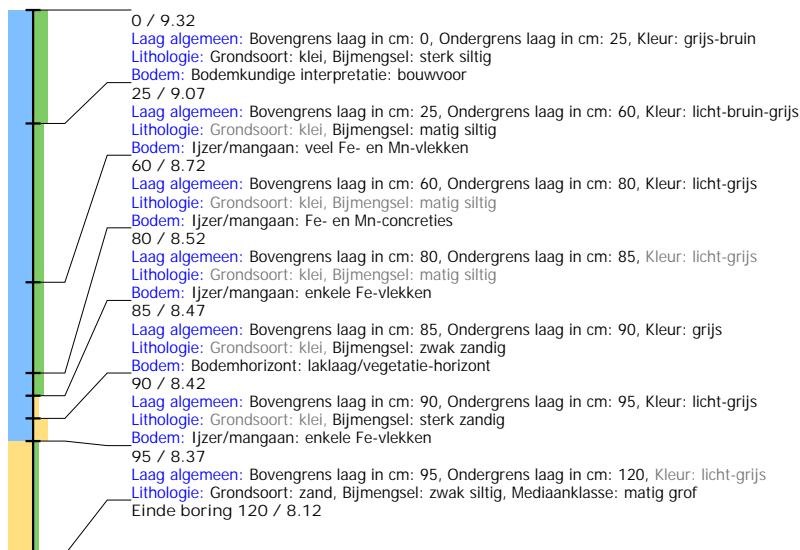 0 / 9.32
Laag algemeen: Bovengrens laag in cm: 0, Ondergrens laag in cm: 25, Kleur: grijs-bruin
Lithologie: Grondsoort: klei, Bijmengsel: sterk siltig
Bodem: Bodemkundige interpretatie: bouwvoor
25 / 9.07
Laag algemeen: Bovengrens laag in cm: 25, Ondergrens laag in cm: 60, Kleur: licht-bruin-grijs
Lithologie: Grondsoort: klei, Bijmengsel: matig siltig
Bodem: Ijzer/mangaan: veel Fe- en Mn-vlekken
60 / 8.72
Laag algemeen: Bovengrens laag in cm: 60, Ondergrens laag in cm: 80, Kleur: licht-grijs
Lithologie: Grondsoort: klei, Bijmengsel: matig siltig
Bodem: Ijzer/mangaan: Fe- en Mn-concreties
80 / 8.52
Laag algemeen: Bovengrens laag in cm: 80, Ondergrens laag in cm: 85, Kleur: licht-grijs
Lithologie: Grondsoort: klei, Bijmengsel: matig siltig
Bodem: Ijzer/mangaan: enkele Fe-vlekken
85 / 8.47
Laag algemeen: Bovengrens laag in cm: 85, Ondergrens laag in cm: 90, Kleur: grijs
Lithologie: Grondsoort: klei, Bijmengsel: zwak zandig
Bodem: Bodemhorizont: laklaag/vegetatie-horizont
90 / 8.42
Laag algemeen: Bovengrens laag in cm: 90, Ondergrens laag in cm: 95, Kleur: licht-grijs
Lithologie: Grondsoort: klei, Bijmengsel: sterk zandig
Bodem: Ijzer/mangaan: enkele Fe-vlekken
95 / 8.37
Laag algemeen: Bovengrens laag in cm: 95, Ondergrens laag in cm: 120, Kleur: licht-grijs
Lithologie: Grondsoort: zand, Bijmengsel: zwak siltig, Mediaanklasse: matig grof
Einde boring 120 / 8.12